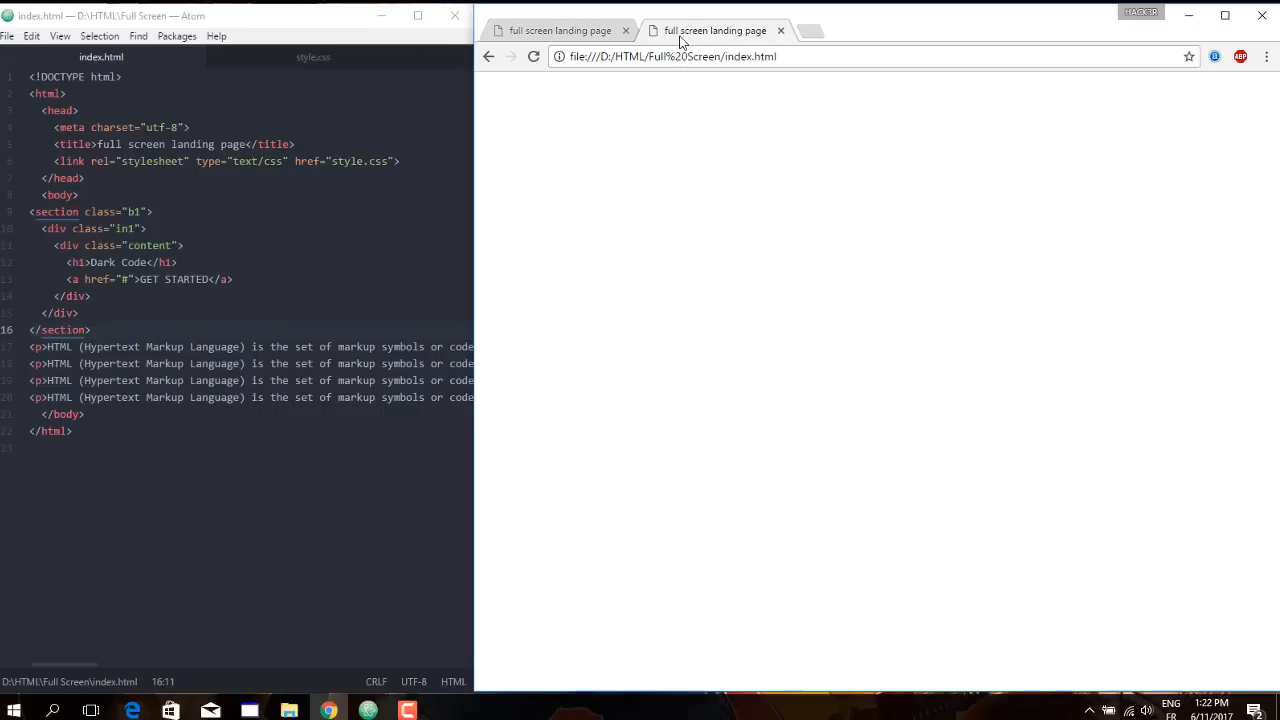 index.html — D:\HTML\Full Screen — Atom
File Edit View Selection Find Packages Help
index.html style.css
1 <!DOCTYPE html>
2 <html>
3 <head>
4 <meta charset="utf-8">
5 <title>full screen landing page</title>
6 <link rel="stylesheet" type="text/css" href="style.css">
7 </head>
8 <body>
9 <section class="b1">
10 <div class="in1">
11 <div class="content">
12 <h1>Dark Code</h1>
13 <a href="#">GET STARTED</a>
14 </div>
15 </div>
16 </section>
17 <p>HTML (Hypertext Markup Language) is the set of markup symbols or code
18 <p>HTML (Hypertext Markup Language) is the set of markup symbols or code
19 <p>HTML (Hypertext Markup Language) is the set of markup symbols or code
20 <p>HTML (Hypertext Markup Language) is the set of markup symbols or code
21 </body>
22 </html>
23
D:\HTML\Full Screen\index.html 16:11 CRLF UTF-8 HTML
HACK3R
full screen landing page full screen landing page
file:///D:/HTML/Full%20Screen/index.html
ABP
ENG 1:22 PM
FR 6/11/2017
2